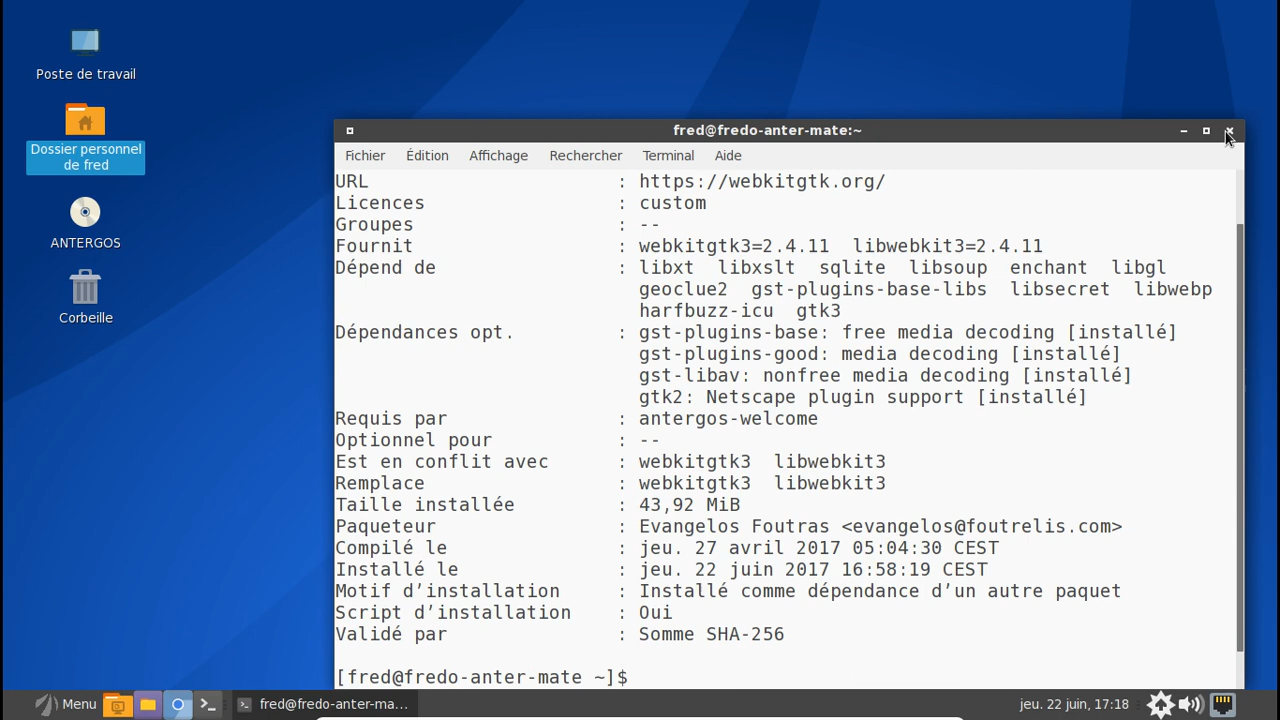 Poste de travail
Dossier personnel
de fred
ANTERGOS
Corbeille
fred@fredo-anter-mate:~
Fichier Édition Affichage Rechercher Terminal Aide
URL : https://webkitgtk.org/
Licences : custom
Groupes : --
Fournit : webkitgtk3=2.4.11 libwebkit3=2.4.11
Dépend de : libxt libxslt sqlite libsoup enchant libgl
geoclue2 gst-plugins-base-libs libsecret libwebp
harfbuzz-icu gtk3
Dépendances opt. : gst-plugins-base: free media decoding [installé]
gst-plugins-good: media decoding [installé]
gst-libav: nonfree media decoding [installé]
gtk2: Netscape plugin support [installé]
Requis par : antergos-welcome
Optionnel pour : --
Est en conflit avec : webkitgtk3 libwebkit3
Remplace : webkitgtk3 libwebkit3
Taille installée : 43,92 MiB
Paqueteur : Evangelos Foutras <evangelos@foutrelis.com>
Compilé le : jeu. 27 avril 2017 05:04:30 CEST
Installé le : jeu. 22 juin 2017 16:58:19 CEST
Motif d’installation : Installé comme dépendance d’un autre paquet
Script d’installation : Oui
Validé par : Somme SHA-256
[fred@fredo-anter-mate ~]$
Menu fred@fredo-anter-ma... jeu. 22 juin, 17:18